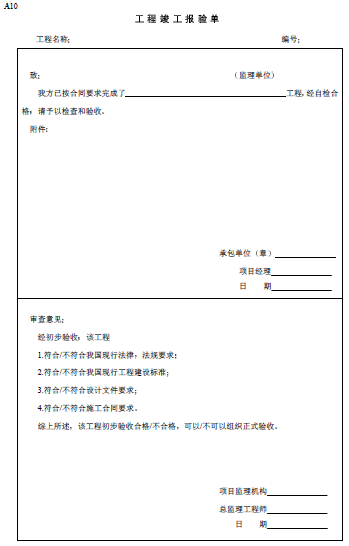 A10
工程竣工报验单
工程名称： 编号：
致： （监理单位）
我方已按合同要求完成了 工程，经自检合
格，请予以检查和验收。
附件：
承包单位（章）
项目经理
日 期
审查意见：
经初步验收，该工程
1.符合/不符合我国现行法律，法规要求；
2.符合/不符合我国现行工程建设标准；
3.符合/不符合设计文件要求；
4.符合/不符合施工合同要求。
综上所述，该工程初步验收合格/不合格，可以/不可以组织正式验收。
项目监理机构
总监理工程师
日 期